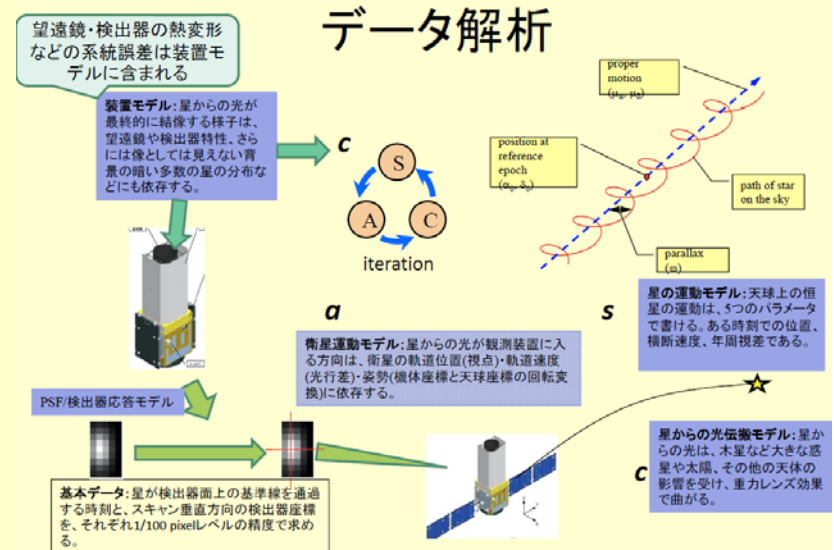 データ解析
望遠鏡・検出器の熱変形
などの系統誤差は装置モ
デルに含まれる
装置モデル:星からの光が
最終的に結像する様子は、
望遠鏡や検出器特性、さら
には像としては見えない背
景の暗い多数の星の分布な
どにも依存する。
c
S
A
C
iteration
proper
motion
(μα, μδ)
position at
reference
epoch
(α₀, δ₀)
path of star
on the sky
parallax
(ϖ)
s
星の運動モデル:天球上の恒
星の運動は、5つのパラメータ
で書ける。ある時刻での位置、
横断速度、年周視差である。
a
衛星運動モデル:星からの光が観測装置に入
る方向は、衛星の軌道位置(視点)・軌道速度
(光行差)・姿勢(機体座標と天球座標の回転変
換)に依存する。
PSF/検出器応答モデル
基本データ:星が検出器面上の基準線を通過
する時刻と、スキャン垂直方向の検出器座標
を、それぞれ1/100 pixelレベルの精度で求め
る。
c
星からの光伝搬モデル:星か
らの光は、木星など大きな惑
星や太陽、その他の天体の
影響を受け、重力レンズ効果
で曲がる。